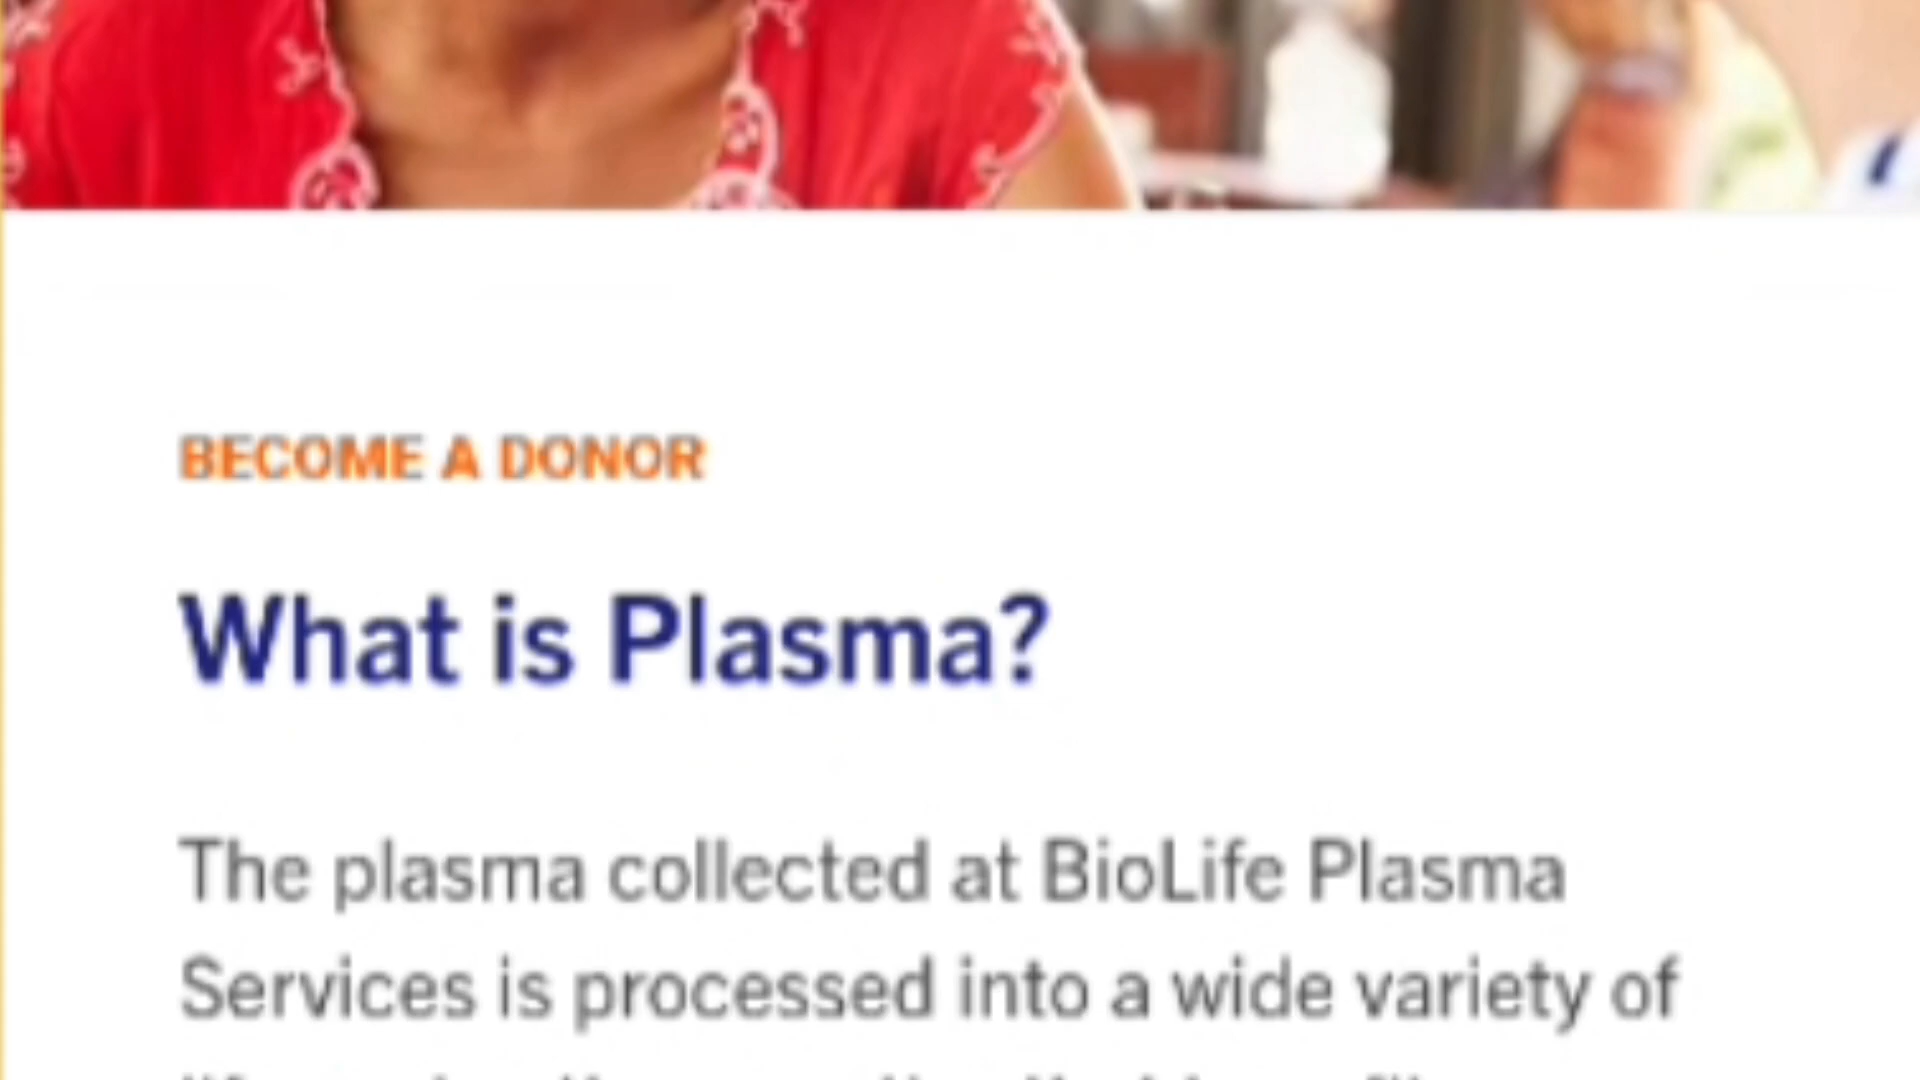 BECOME A DONOR
What is Plasma?
The plasma collected at BioLife Plasma
Services is processed into a wide variety of